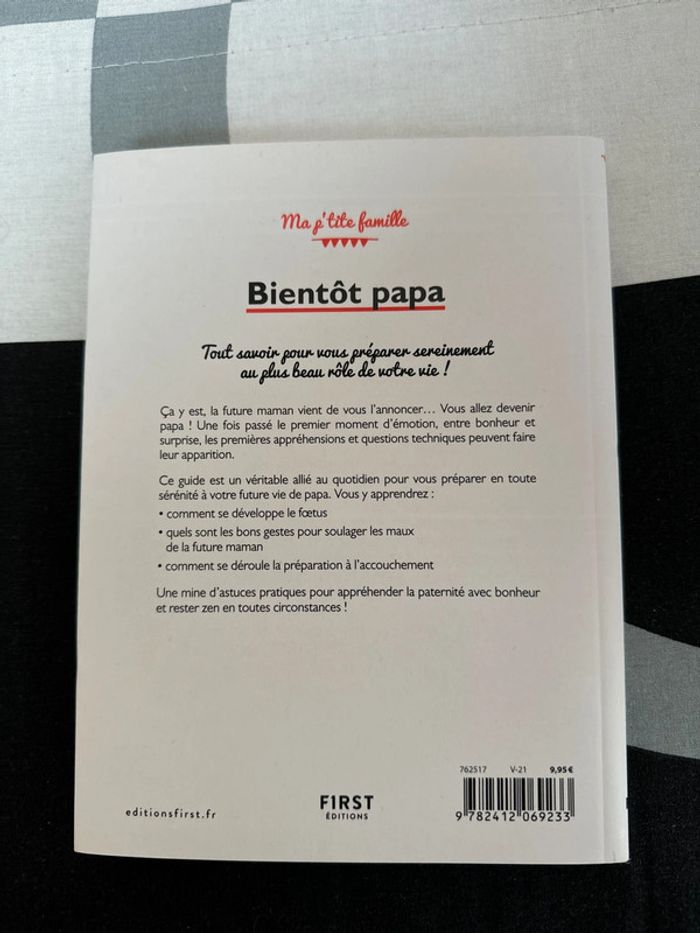 Ma p'tite famille
Bientôt papa
Tout savoir pour vous préparer sereinement
au plus beau rôle de votre vie !
Ça y est, la future maman vient de vous l'annoncer… Vous allez devenir
papa ! Une fois passé le premier moment d'émotion, entre bonheur et
surprise, les premières appréhensions et questions techniques peuvent faire
leur apparition.
Ce guide est un véritable allié au quotidien pour vous préparer en toute
sérénité à votre future vie de papa. Vous y apprendrez :
• comment se développe le fœtus
• quels sont les bons gestes pour soulager les maux
de la future maman
• comment se déroule la préparation à l'accouchement
Une mine d'astuces pratiques pour appréhender la paternité avec bonheur
et rester zen en toutes circonstances !
762517 V-21 9,95 €
editionsfirst.fr
FIRST
ÉDITIONS
9 782412 069233